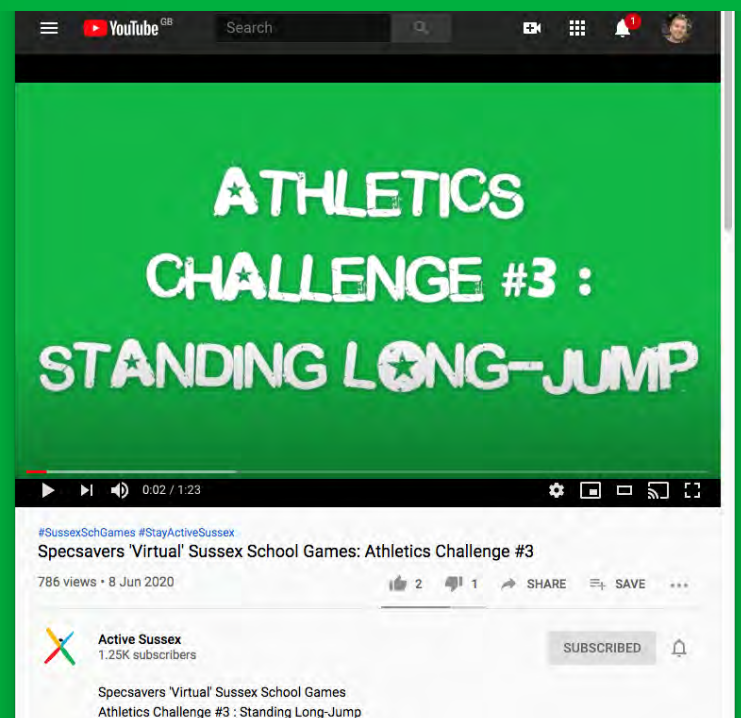 YouTube GB
Search
1
ATHLETICS
CHALLENGE #3 :
STANDING LONG-JUMP
0:02 / 1:23
#SussexSchGames #StayActiveSussex
Specsavers 'Virtual' Sussex School Games: Athletics Challenge #3
786 views • 8 Jun 2020
2 1 SHARE SAVE
Active Sussex
1.25K subscribers
SUBSCRIBED
Specsavers 'Virtual' Sussex School Games
Athletics Challenge #3 : Standing Long-Jump